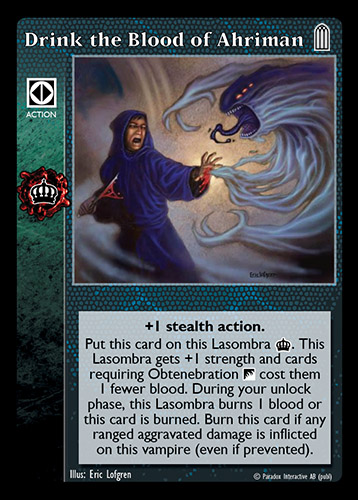 Drink the Blood of Ahriman
ACTION
Eric Lofgren
+1 stealth action.
Put this card on this Lasombra. This
Lasombra gets +1 strength and cards
requiring Obtenebration cost them
1 fewer blood. During your unlock
phase, this Lasombra burns 1 blood or
this card is burned. Burn this card if any
ranged aggravated damage is inflicted
on this vampire (even if prevented).
Illus: Eric Lofgren
© Paradox Interactive AB (publ)